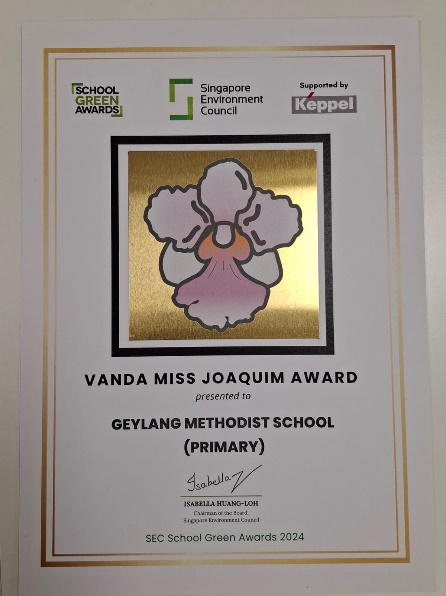 SCHOOL
GREEN
AWARDS
Singapore
Environment
Council
Supported by
Keppel
VANDA MISS JOAQUIM AWARD
presented to
GEYLANG METHODIST SCHOOL
(PRIMARY)
Isabella
ISABELLA HUANG-LOH
Chairman of the Board,
Singapore Environment Council
SEC School Green Awards 2024